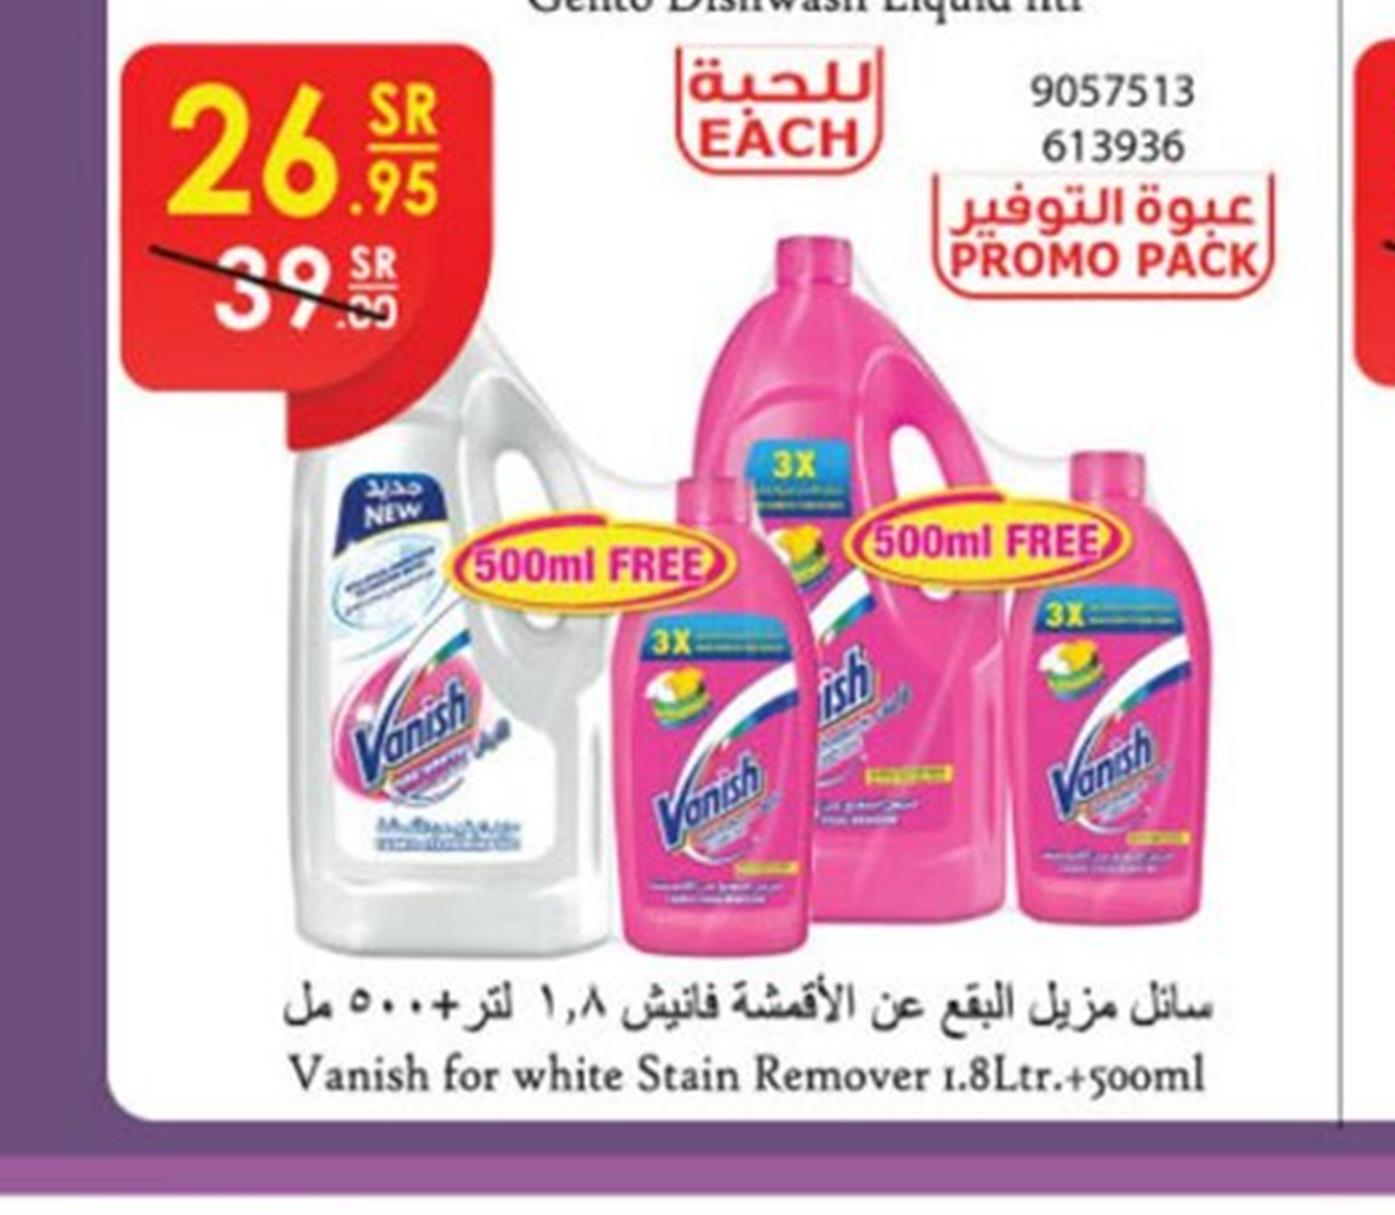 26.95 SR
39.00 SR
للحبة
EACH
9057513
613936
عبوة التوفير
PROMO PACK
جديد
NEW
Vanish
500ml FREE
3X
Vanish
3X
ish
500ml FREE
3X
Vanish
سائل مزيل البقع عن الأقمشة فانيش ١,٨ لتر+٥٠٠ مل
Vanish for white Stain Remover 1.8Ltr.+500ml